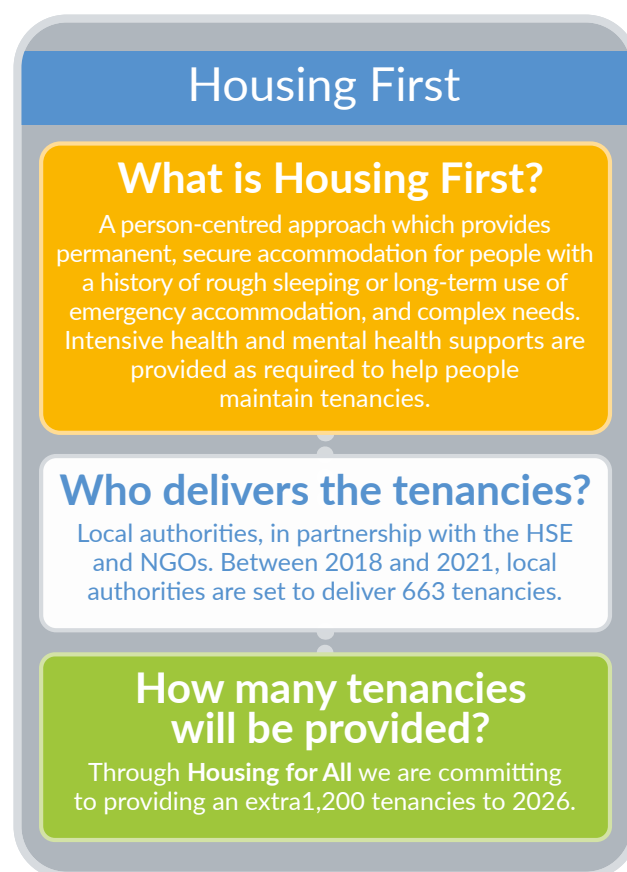 Housing First
What is Housing First?
A person-centred approach which provides
permanent, secure accommodation for people with
a history of rough sleeping or long-term use of
emergency accommodation, and complex needs.
Intensive health and mental health supports are
provided as required to help people
maintain tenancies.
Who delivers the tenancies?
Local authorities, in partnership with the HSE
and NGOs. Between 2018 and 2021, local
authorities are set to deliver 663 tenancies.
How many tenancies
will be provided?
Through Housing for All we are committing
to providing an extra1,200 tenancies to 2026.